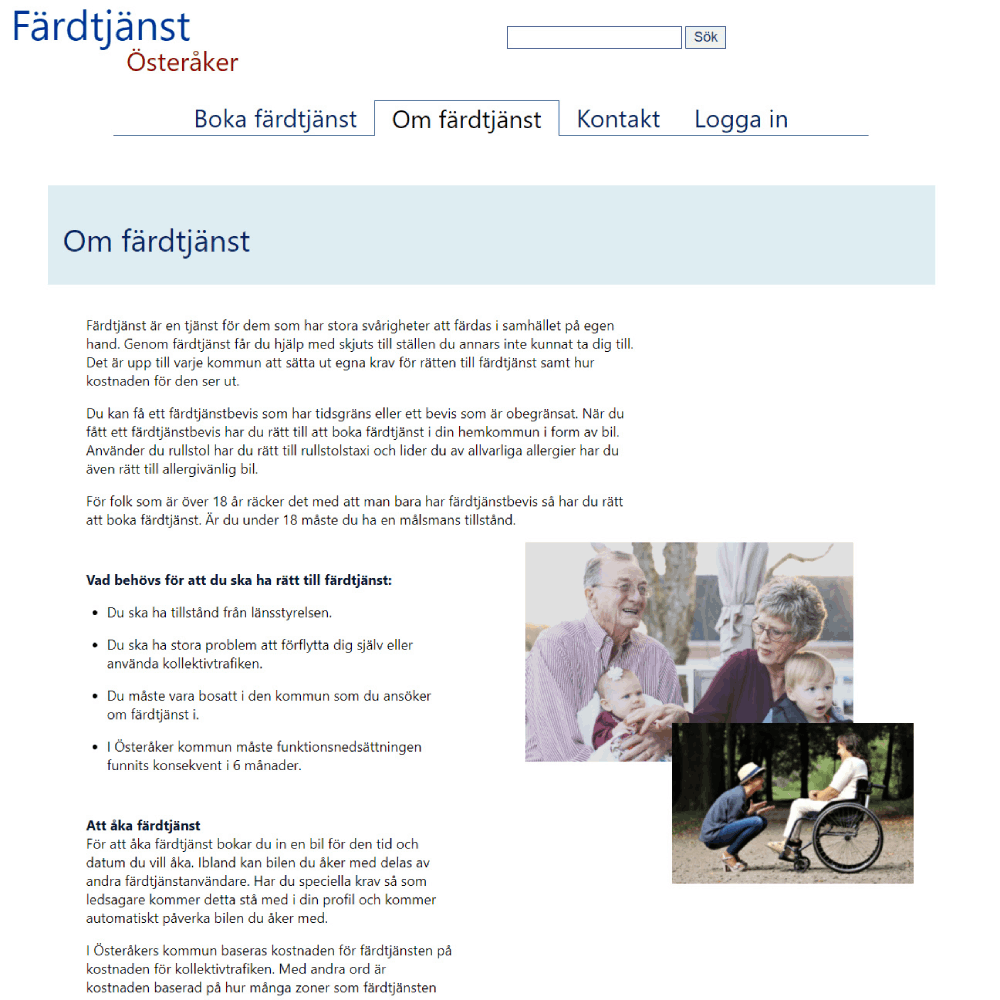 Färdtjänst
Österåker
Sök
Boka färdtjänst
Om färdtjänst
Kontakt
Logga in
Om färdtjänst
Färdtjänst är en tjänst för dem som har stora svårigheter att färdas i samhället på egen
hand. Genom färdtjänst får du hjälp med skjuts till ställen du annars inte kunnat ta dig till.
Det är upp till varje kommun att sätta ut egna krav för rätten till färdtjänst samt hur
kostnaden för den ser ut.
Du kan få ett färdtjänstbevis som har tidsgräns eller ett bevis som är obegränsat. När du
fått ett färdtjänstbevis har du rätt till att boka färdtjänst i din hemkommun i form av bil.
Använder du rullstol har du rätt till rullstolstaxi och lider du av allvarliga allergier har du
även rätt till allergivänlig bil.
För folk som är över 18 år räcker det med att man bara har färdtjänstbevis så har du rätt
att boka färdtjänst. Är du under 18 måste du ha en målsmans tillstånd.
Vad behövs för att du ska ha rätt till färdtjänst:
• Du ska ha tillstånd från länsstyrelsen.
• Du ska ha stora problem att förflytta dig själv eller
använda kollektivtrafiken.
• Du måste vara bosatt i den kommun som du ansöker
om färdtjänst i.
• I Österåker kommun måste funktionsnedsättningen
funnits konsekvent i 6 månader.
Att åka färdtjänst
För att åka färdtjänst bokar du in en bil för den tid och
datum du vill åka. Ibland kan bilen du åker med delas av
andra färdtjänstanvändare. Har du speciella krav så som
ledsagare kommer detta stå med i din profil och kommer
automatiskt påverka bilen du åker med.
I Österåkers kommun baseras kostnaden för färdtjänsten på
kostnaden för kollektivtrafiken. Med andra ord är
kostnaden baserad på hur många zoner som färdtjänsten